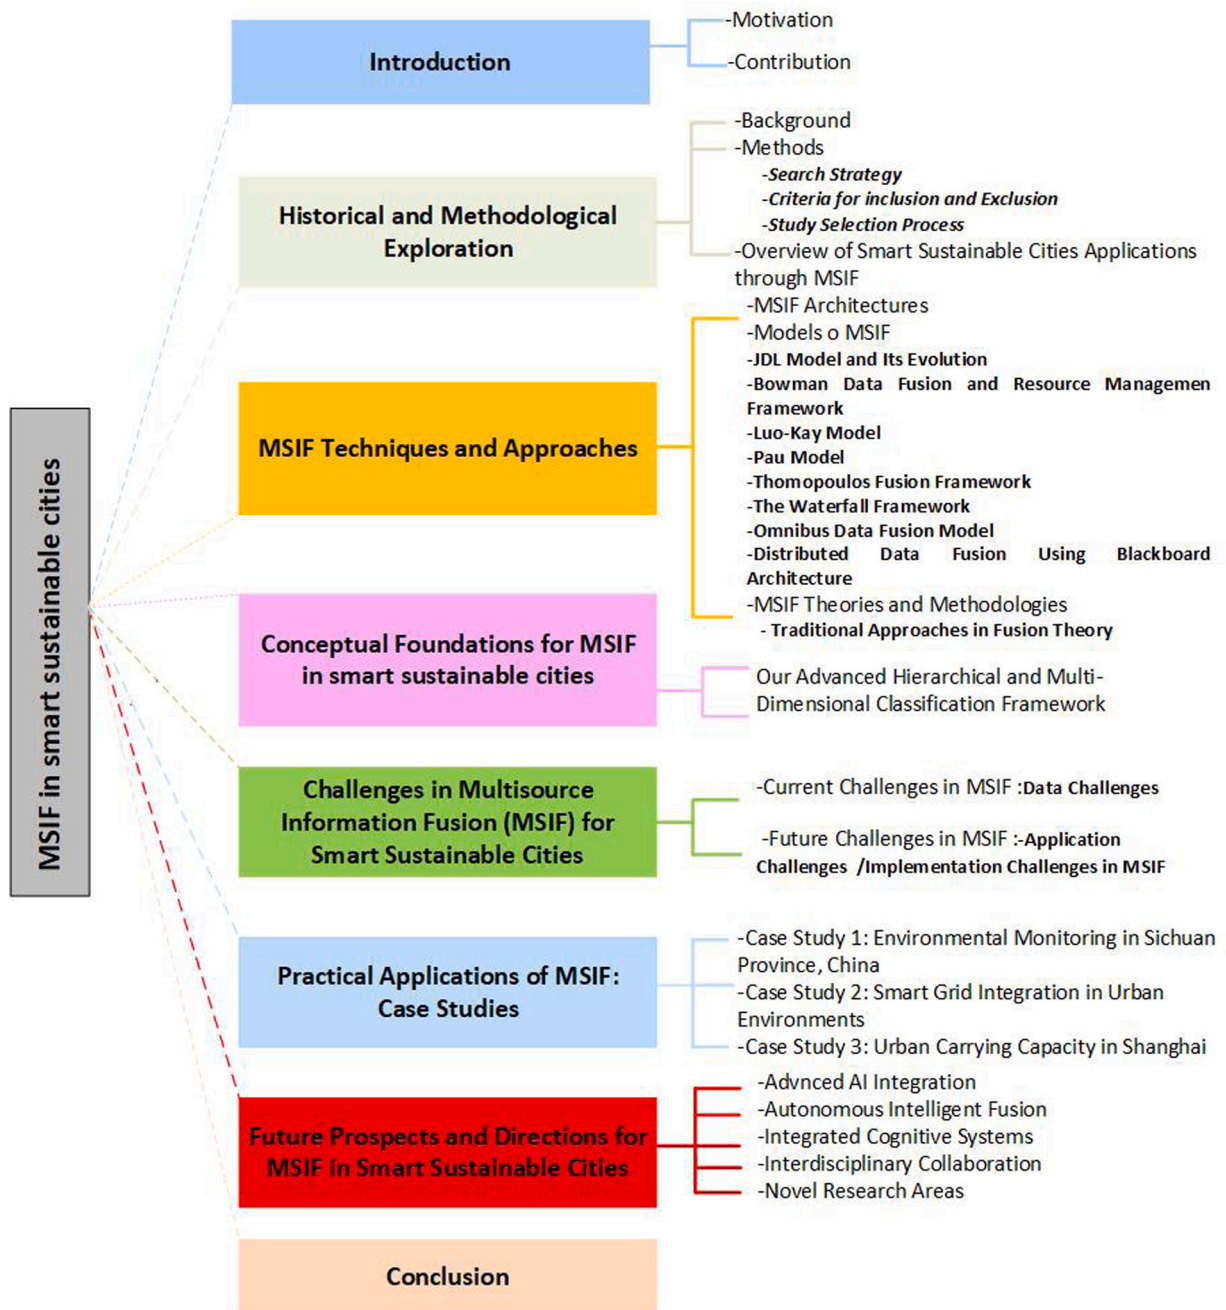 MSIF in smart sustainable cities
Introduction
-Motivation
-Contribution
Historical and Methodological
Exploration
-Background
-Methods
-Search Strategy
-Criteria for inclusion and Exclusion
-Study Selection Process
-Overview of Smart Sustainable Cities Applications
through MSIF
MSIF Techniques and Approaches
-MSIF Architectures
-Models o MSIF
-JDL Model and Its Evolution
-Bowman Data Fusion and Resource Managemen
Framework
-Luo-Kay Model
-Pau Model
-Thomopoulos Fusion Framework
-The Waterfall Framework
-Omnibus Data Fusion Model
-Distributed Data Fusion Using Blackboard
Architecture
-MSIF Theories and Methodologies
- Traditional Approaches in Fusion Theory
Conceptual Foundations for MSIF
in smart sustainable cities
Our Advanced Hierarchical and Multi-
Dimensional Classification Framework
Challenges in Multisource
Information Fusion (MSIF) for
Smart Sustainable Cities
-Current Challenges in MSIF :Data Challenges
-Future Challenges in MSIF :-Application
Challenges /Implementation Challenges in MSIF
Practical Applications of MSIF:
Case Studies
-Case Study 1: Environmental Monitoring in Sichuan
Province, China
-Case Study 2: Smart Grid Integration in Urban
Environments
-Case Study 3: Urban Carrying Capacity in Shanghai
Future Prospects and Directions for
MSIF in Smart Sustainable Cities
-Advnced AI Integration
-Autonomous Intelligent Fusion
-Integrated Cognitive Systems
-Interdisciplinary Collaboration
-Novel Research Areas
Conclusion